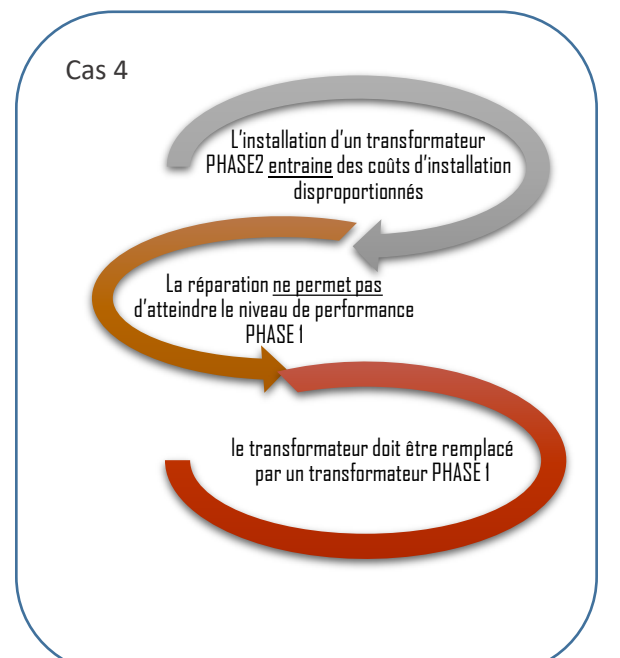 Cas 4
L'installation d'un transformateur
PHASE2 entraine des coûts d'installation
disproportionnés
La réparation ne permet pas
d'atteindre le niveau de performance
PHASE 1
le transformateur doit être remplacé
par un transformateur PHASE 1